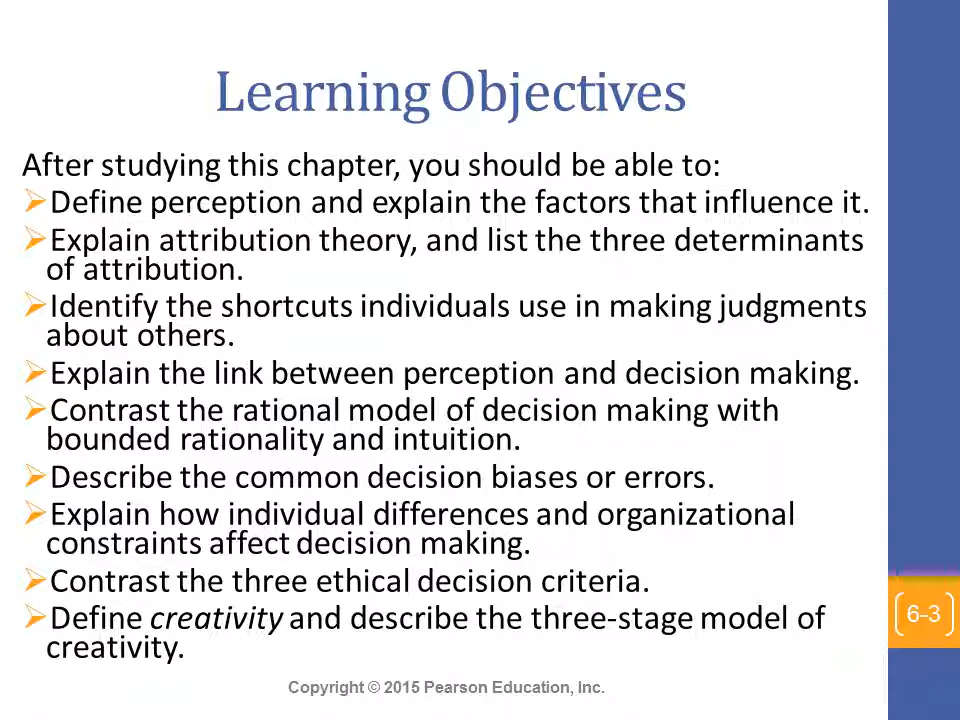 Learning Objectives
After studying this chapter, you should be able to:
Define perception and explain the factors that influence it.
Explain attribution theory, and list the three determinants
of attribution.
Identify the shortcuts individuals use in making judgments
about others.
Explain the link between perception and decision making.
Contrast the rational model of decision making with
bounded rationality and intuition.
Describe the common decision biases or errors.
Explain how individual differences and organizational
constraints affect decision making.
Contrast the three ethical decision criteria.
Define creativity and describe the three-stage model of
creativity.
6-3
Copyright © 2015 Pearson Education, Inc.